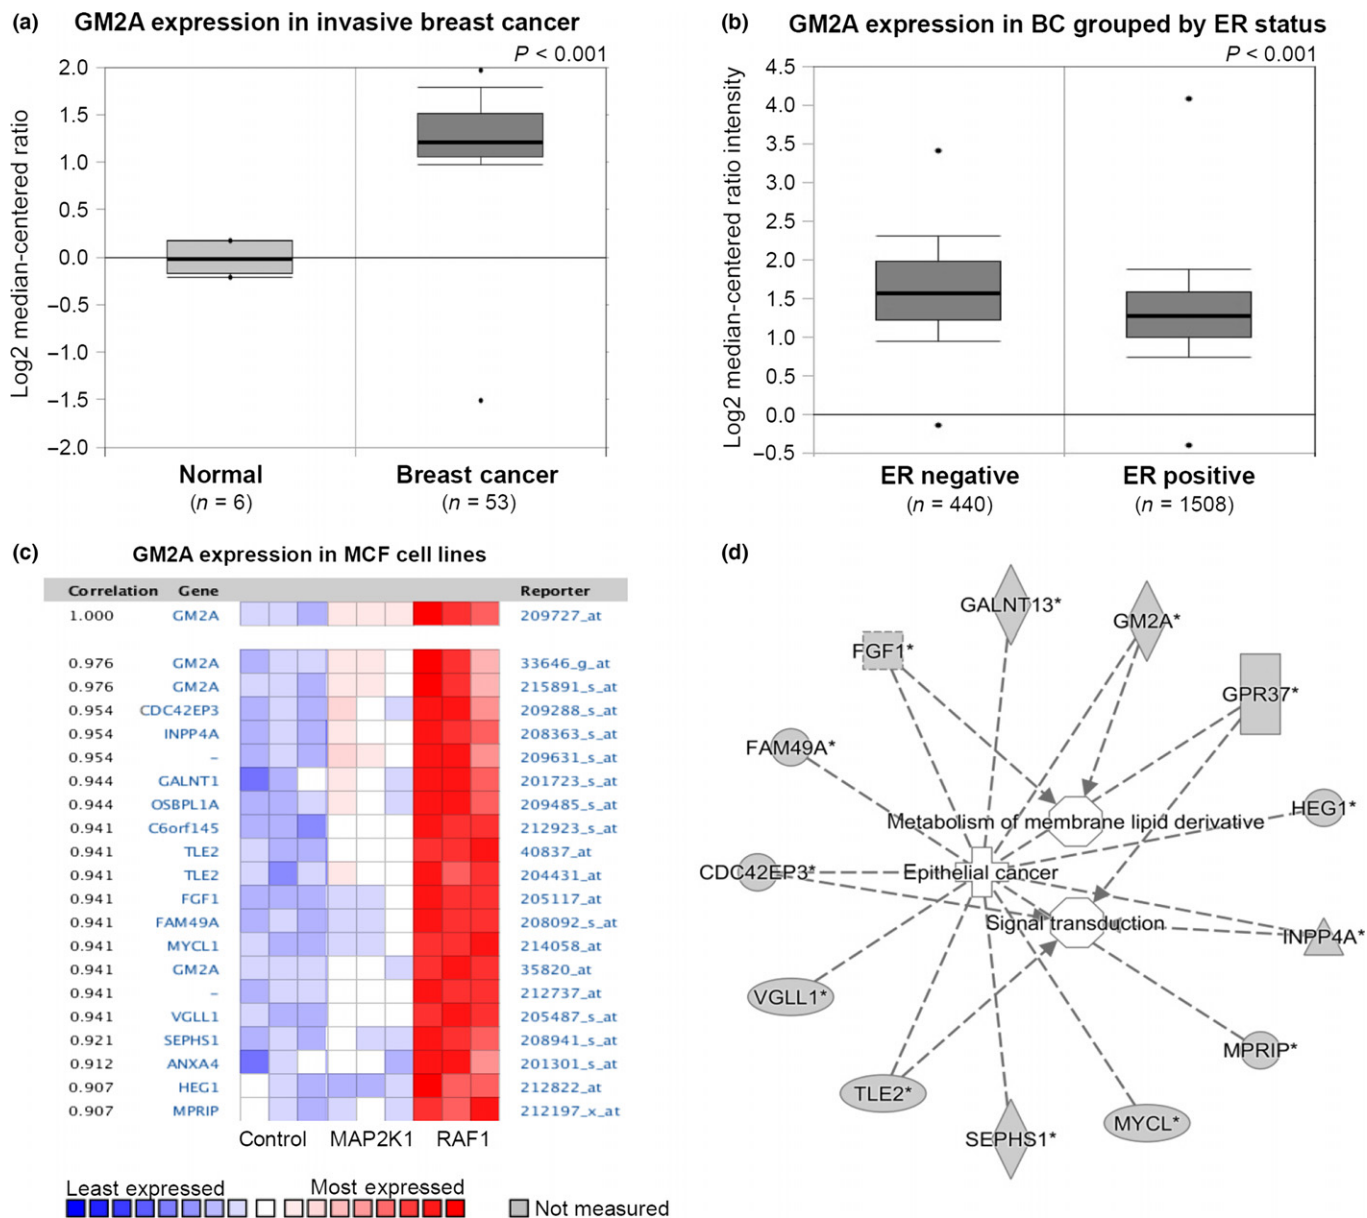 (a) GM2A expression in invasive breast cancer
P < 0.001
Log2 median-centered ratio
2.0
1.5
1.0
0.5
0.0
−0.5
−1.0
−1.5
−2.0
Normal
(n = 6)
Breast cancer
(n = 53)
(b) GM2A expression in BC grouped by ER status
P < 0.001
Log2 median-centered ratio intensity
4.5
4.0
3.5
3.0
2.5
2.0
1.5
1.0
0.5
0.0
−0.5
ER negative
(n = 440)
ER positive
(n = 1508)
(c) GM2A expression in MCF cell lines
Correlation Gene Reporter
1.000 GM2A 209727_at
0.976 GM2A 33646_g_at
0.976 GM2A 215891_s_at
0.954 CDC42EP3 209288_s_at
0.954 INPP4A 208363_s_at
0.954 – 209631_s_at
0.944 GALNT1 201723_s_at
0.944 OSBPL1A 209485_s_at
0.941 C6orf145 212923_s_at
0.941 TLE2 40837_at
0.941 TLE2 204431_at
0.941 FGF1 205117_at
0.941 FAM49A 208092_s_at
0.941 MYCL1 214058_at
0.941 GM2A 35820_at
0.941 – 212737_at
0.941 VGLL1 205487_s_at
0.921 SEPHS1 208941_s_at
0.912 ANXA4 201301_s_at
0.907 HEG1 212822_at
0.907 MPRIP 212197_x_at
Control MAP2K1 RAF1
Least expressed Most expressed
Not measured
(d)
GALNT13*
GM2A*
FGF1*
GPR37*
FAM49A*
HEG1*
Metabolism of membrane lipid derivative
CDC42EP3*
Epithelial cancer
Signal transduction
INPP4A*
VGLL1*
MPRIP*
TLE2*
MYCL*
SEPHS1*